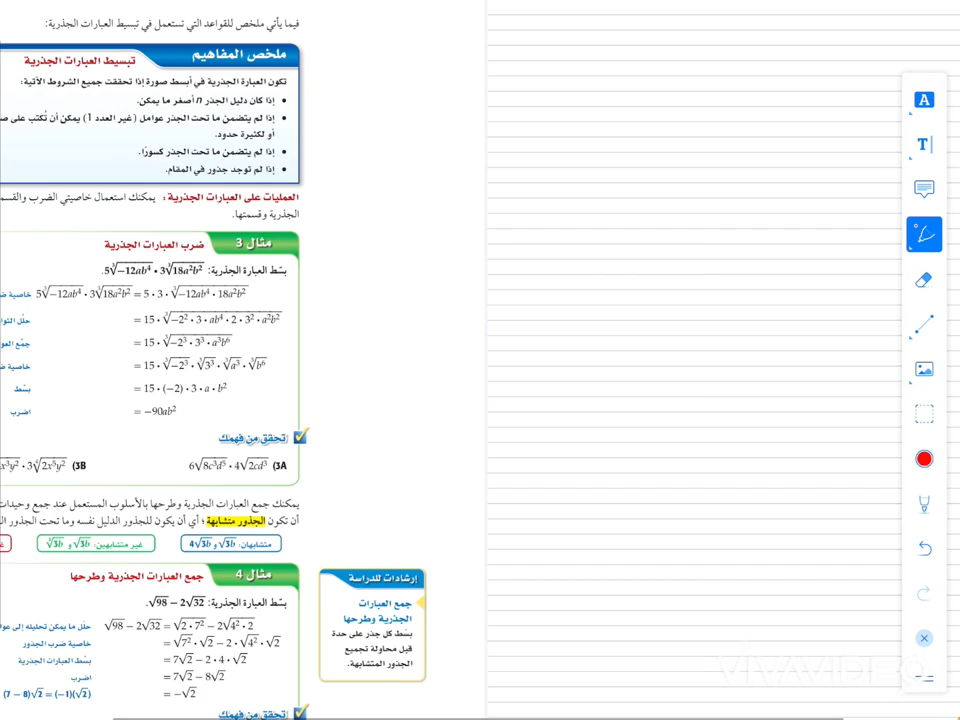 فيما يأتي ملخص للقواعد التي تستعمل في تبسيط العبارات الجذرية:
ملخص المفاهيم
تبسيط العبارات الجذرية
تكون العبارة الجذرية في أبسط صورة إذا تحققت جميع الشروط الآتية:
• إذا كان دليل الجذر n أصغر ما يمكن.
• إذا لم يتضمن ما تحت الجذر عوامل (غير العدد 1) يمكن أن تُكتب على
أو لكثيرة حدود.
• إذا لم يتضمن ما تحت الجذر كسورًا.
• إذا لم توجد جذور في المقام.
العمليات على العبارات الجذرية: يمكنك استعمال خاصيتي الضرب والقسم
الجذرية وقسمتها.
مثال 3 ضرب العبارات الجذرية
بسّط العبارة الجذرية: 5∛(−12ab⁴) · 3∛(18a²b²).
5∛(−12ab⁴) · 3∛(18a²b²) = 5 · 3 · ∛(−12ab⁴ · 18a²b²) خاصية
= 15 · ∛(−2² · 3 · ab⁴ · 2 · 3² · a²b²) حلّل
= 15 · ∛(−2³ · 3³ · a³b⁶) جمّع
= 15 · ∛(−2³) · ∛(3³) · ∛(a³) · ∛(b⁶) خاصية
= 15 · (−2) · 3 · a · b² بسّط
= −90ab² اضرب
تحقق من فهمك
6√(8c³d⁵) · 4√(2cd³) (3A
x³y² · 3∜(2x⁵y²) (3B
يمكنك جمع العبارات الجذرية وطرحها بالأسلوب المستعمل عند جمع وحيدات
أن تكون الجذور متشابهة؛ أي أن يكون للجذور الدليل نفسه وما تحت الجذور
متشابهان: √3b و 4√3b
غير متشابهين: √3b و ∛3b
مثال 4 جمع العبارات الجذرية وطرحها
بسّط العبارة الجذرية: √98 − 2√32.
√98 − 2√32 = √(2 · 7²) − 2√(4² · 2) حلل ما يمكن تحليله إلى
= √7² · √2 − 2 · √4² · √2 خاصية ضرب الجذور
= 7√2 − 2 · 4 · √2 بسّط العبارات الجذرية
= 7√2 − 8√2 اضرب
= −√2 (7 − 8)√2 = (−1)(√2)
تحقق من فهمك
إرشادات للدراسة
جمع العبارات
الجذرية وطرحها
بسّط كل جذر على حدة
قبل محاولة تجميع
الجذور المتشابهة.
A
T
VIVAVIDEO